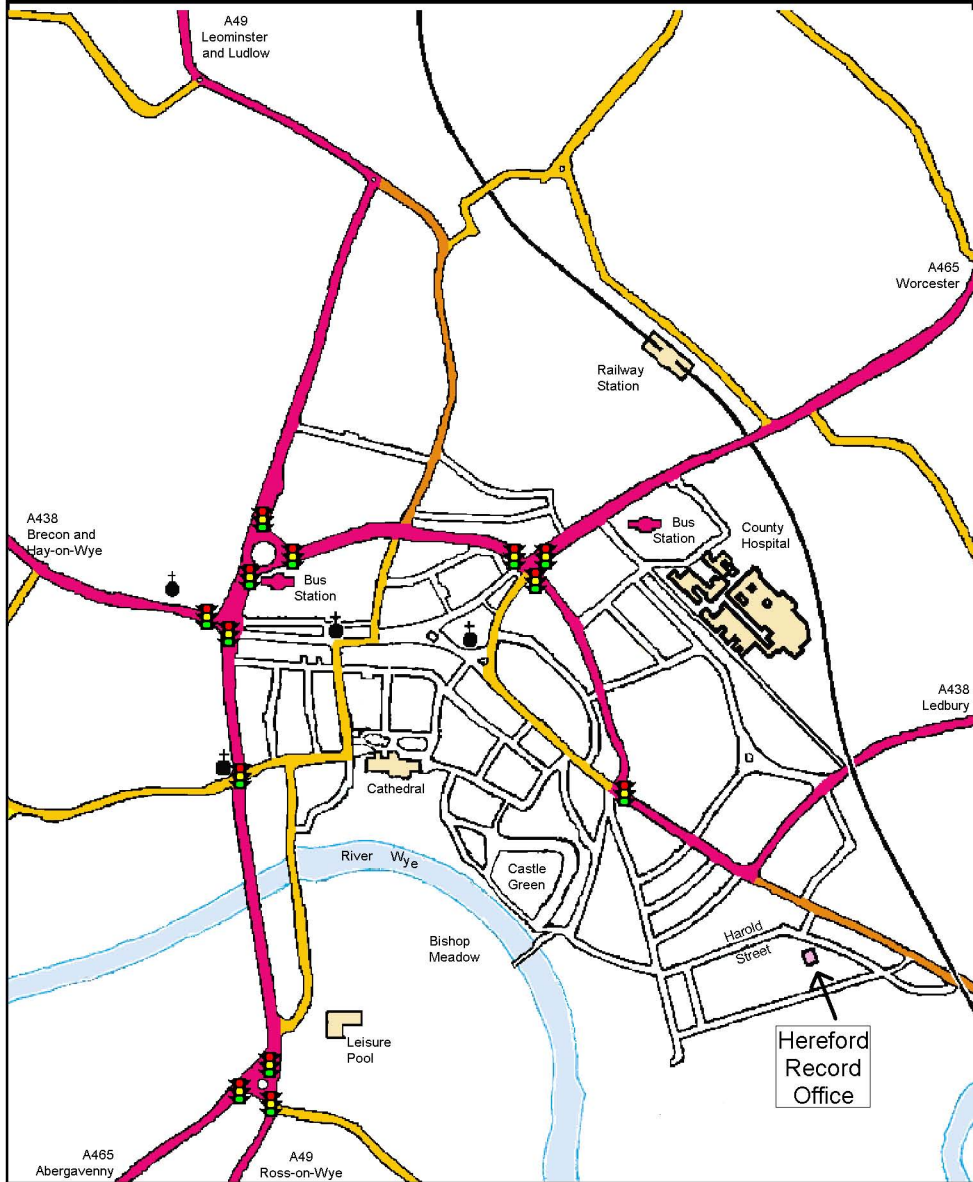 A49
Leominster
and Ludlow
A465
Worcester
Railway
Station
A438
Brecon and
Hay-on-Wye
Bus
Station
County
Hospital
Bus
Station
A438
Ledbury
Cathedral
River Wye
Castle
Green
Bishop
Meadow
Harold
Street
Leisure
Pool
Hereford
Record
Office
A465
Abergavenny
A49
Ross-on-Wye